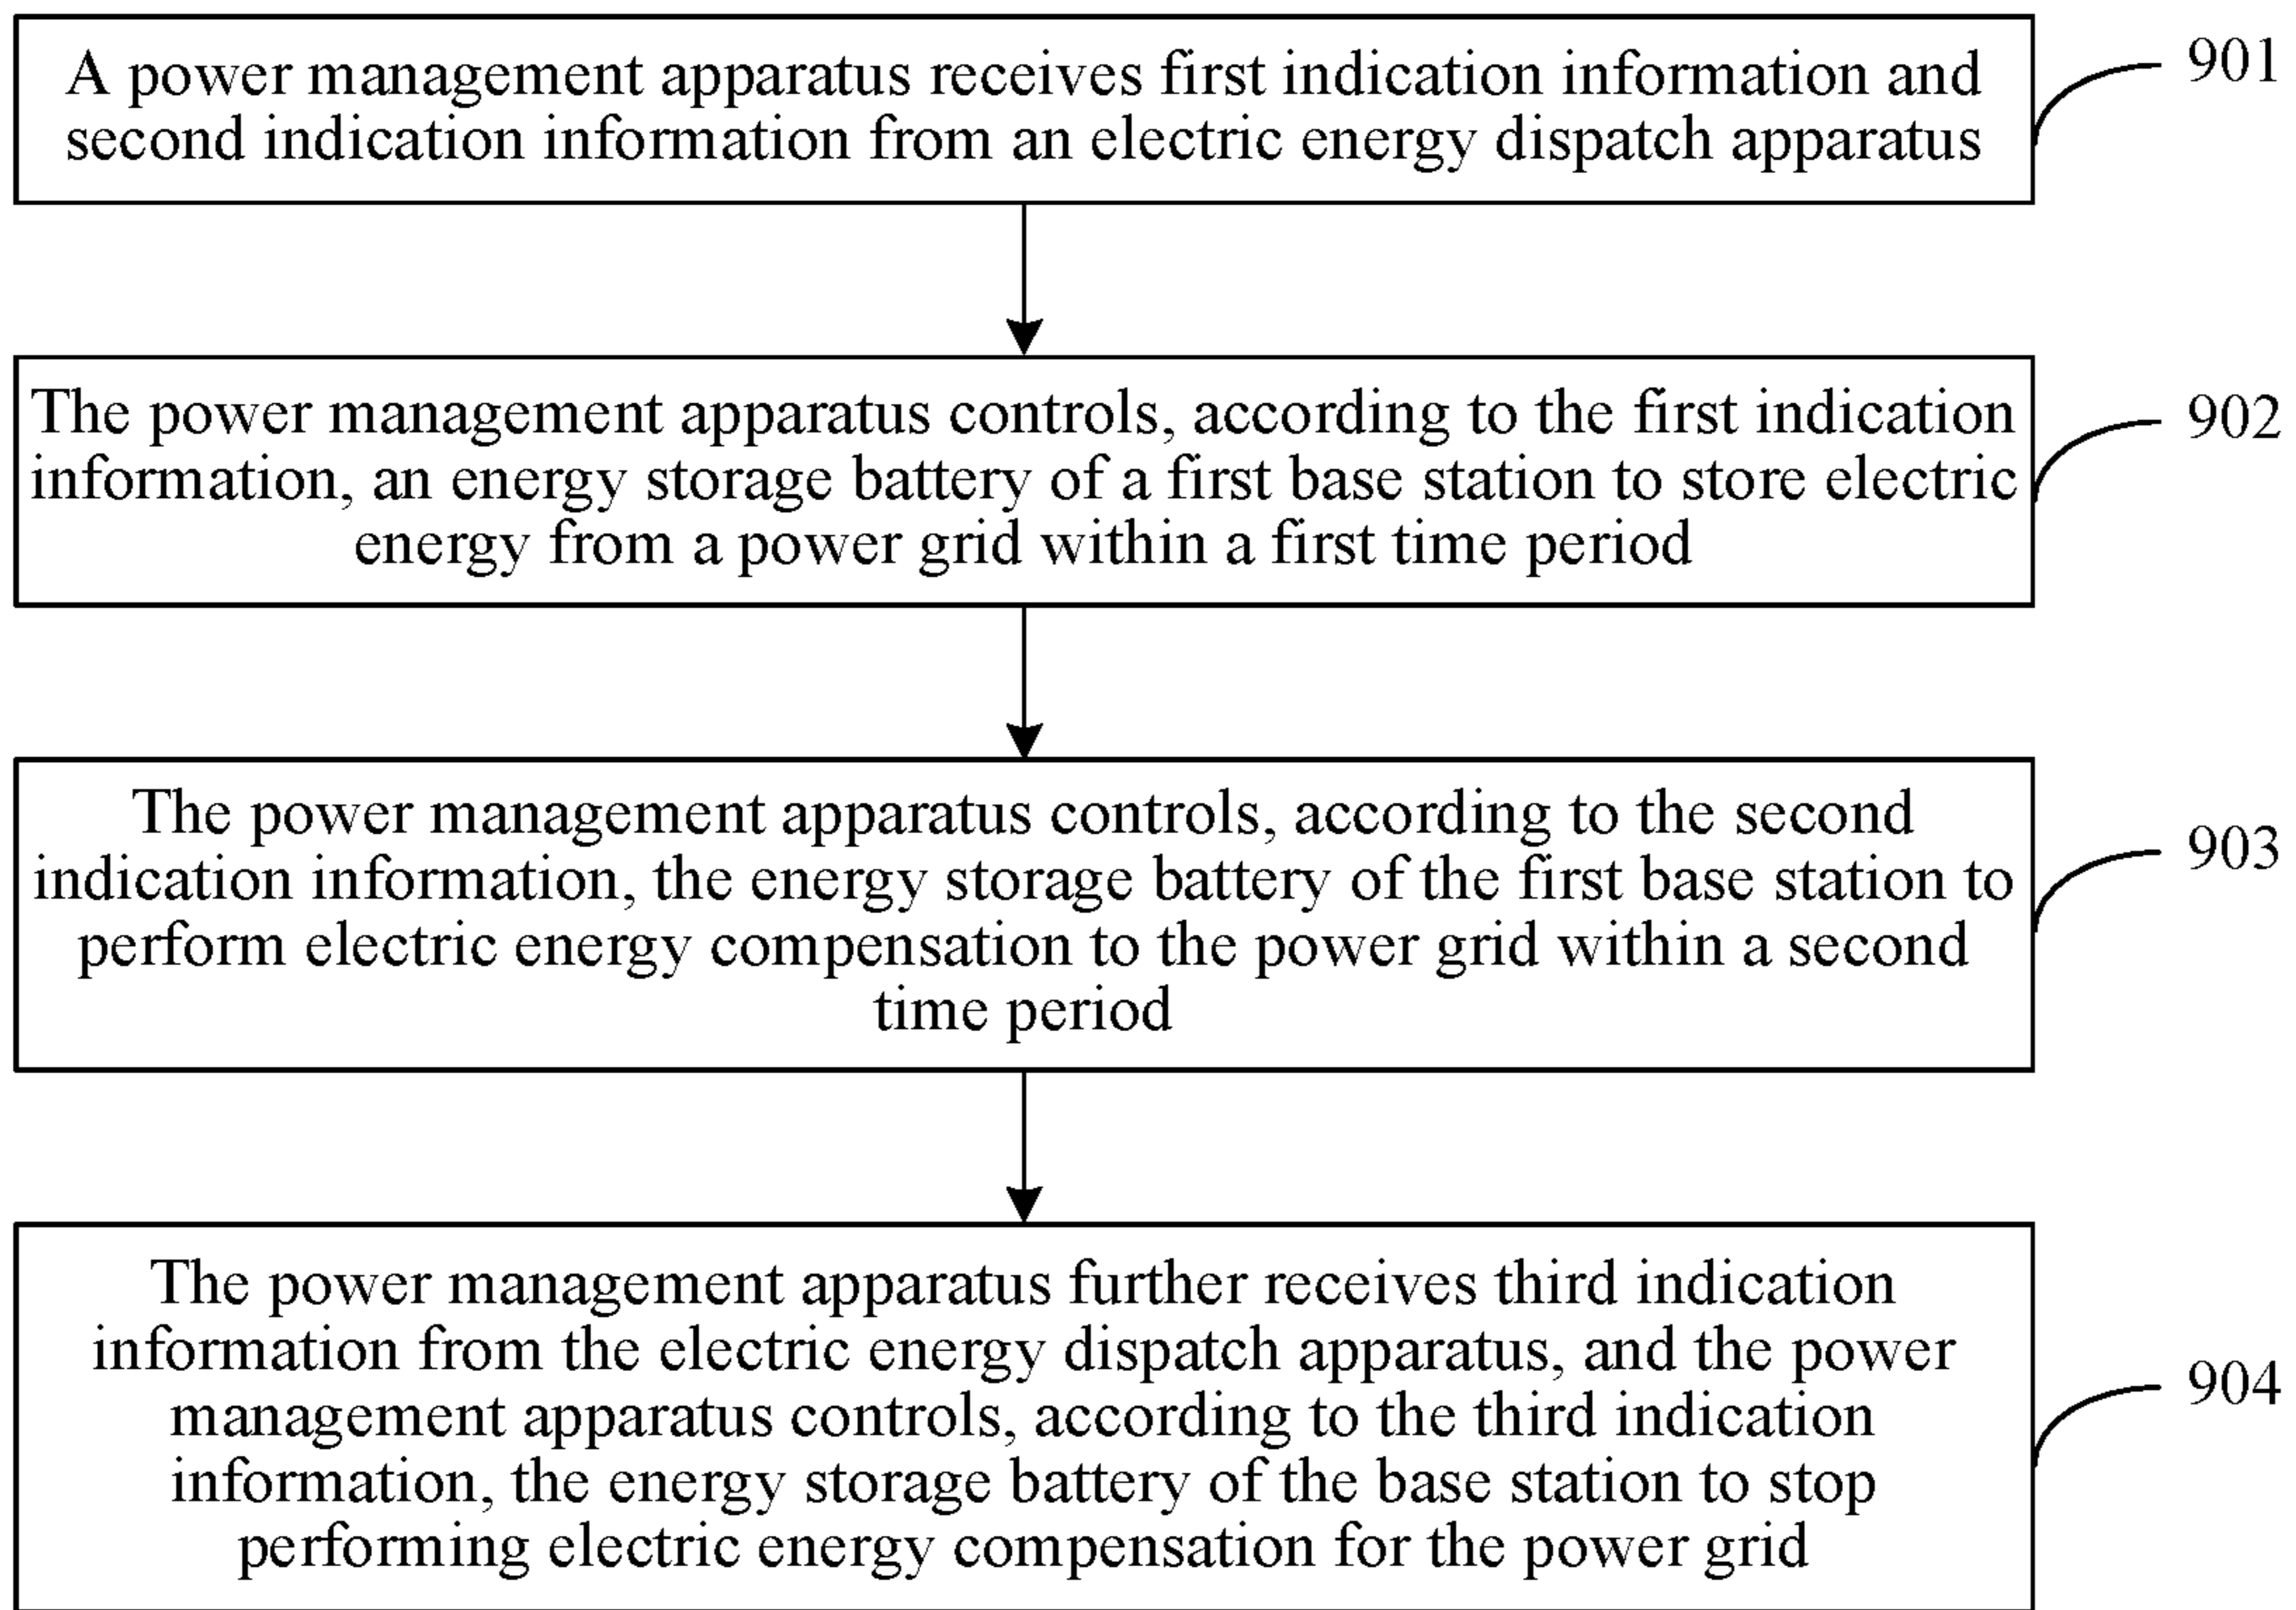 A power management apparatus receives first indication information and
second indication information from an electric energy dispatch apparatus
901
The power management apparatus controls, according to the first indication
information, an energy storage battery of a first base station to store electric
energy from a power grid within a first time period
902
The power management apparatus controls, according to the second
indication information, the energy storage battery of the first base station to
perform electric energy compensation to the power grid within a second
time period
903
The power management apparatus further receives third indication
information from the electric energy dispatch apparatus, and the power
management apparatus controls, according to the third indication
information, the energy storage battery of the base station to stop
performing electric energy compensation for the power grid
904